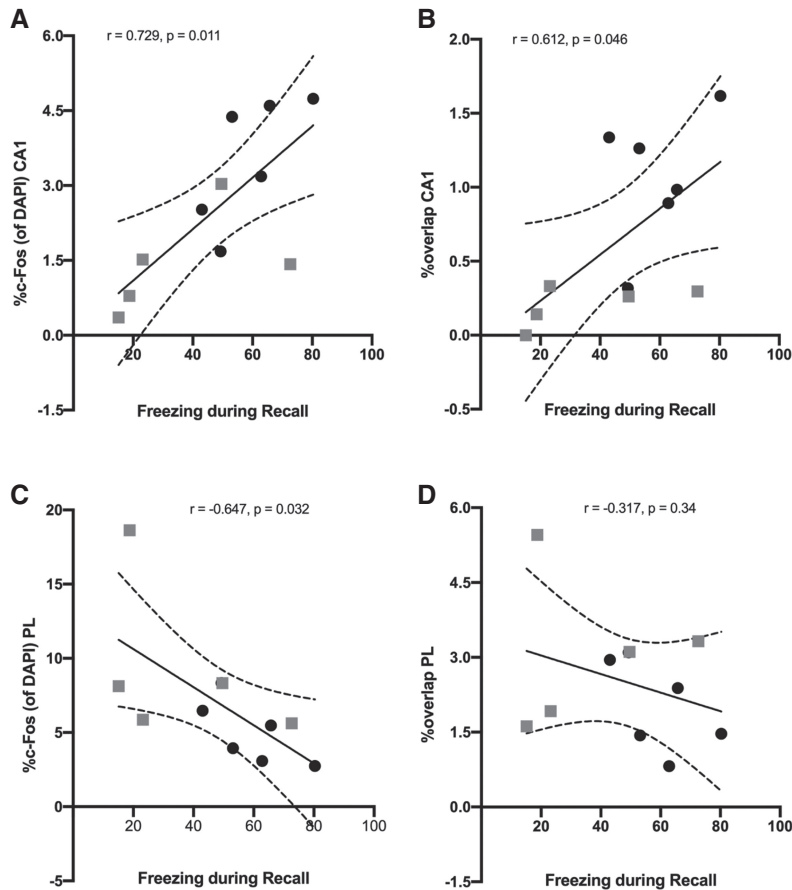 A
r = 0.729, p = 0.011
%c-Fos (of DAPI) CA1
6.0
4.5
3.0
1.5
0.0
-1.5
20 40 60 80 100
Freezing during Recall
B
r = 0.612, p = 0.046
%overlap CA1
2.0
1.5
1.0
0.5
0.0
-0.5
20 40 60 80 100
Freezing during Recall
C
r = -0.647, p = 0.032
%c-Fos (of DAPI) PL
20
15
10
5
0
-5
20 40 60 80 100
Freezing during Recall
D
r = -0.317, p = 0.34
%overlap PL
6.0
4.5
3.0
1.5
0.0
-1.5
20 40 60 80 100
Freezing during Recall